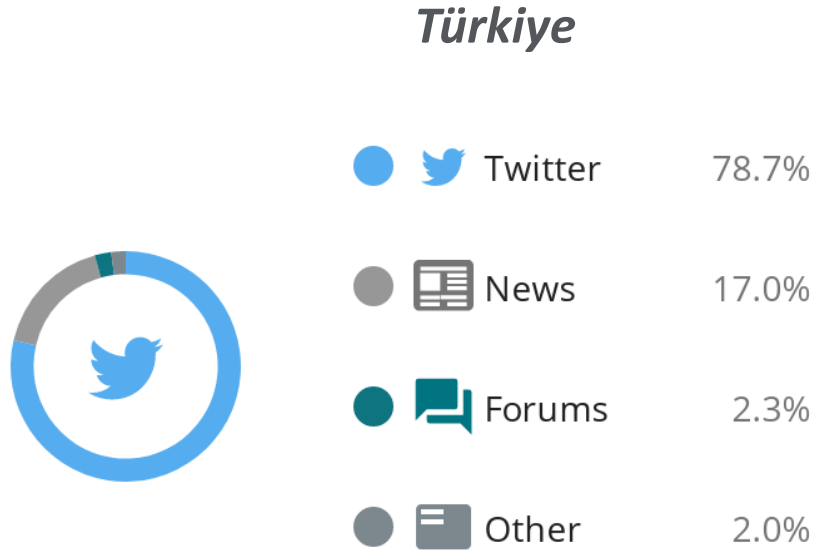 Türkiye
Twitter 78.7%
News 17.0%
Forums 2.3%
Other 2.0%